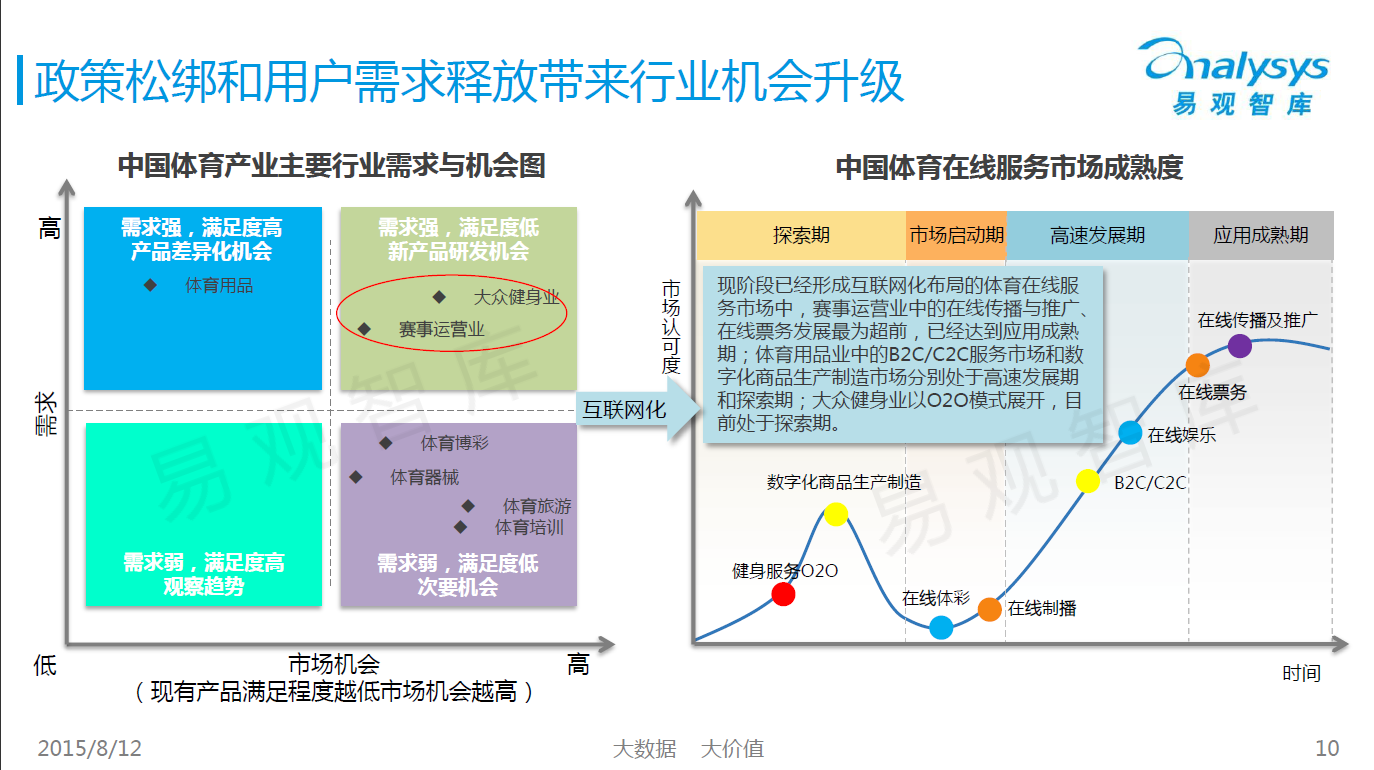 政策松绑和用户需求释放带来行业机会升级
analysys
易观智库
中国体育产业主要行业需求与机会图
高
需求
低
需求强，满足度高
产品差异化机会
体育用品
需求强，满足度低
新产品研发机会
大众健身业
赛事运营业
需求弱，满足度高
观察趋势
体育博彩
体育器械
体育旅游
体育培训
需求弱，满足度低
次要机会
市场机会
高
（现有产品满足程度越低市场机会越高）
互联网化
中国体育在线服务市场成熟度
市场认可度
探索期
市场启动期
高速发展期
应用成熟期
现阶段已经形成互联网化布局的体育在线服
务市场中，赛事运营业中的在线传播与推广、
在线票务发展最为超前，已经达到应用成熟
期；体育用品业中的B2C/C2C服务市场和数
字化商品生产制造市场分别处于高速发展期
和探索期；大众健身业以O2O模式展开，目
前处于探索期。
在线传播及推广
在线票务
在线娱乐
B2C/C2C
数字化商品生产制造
健身服务O2O
在线体彩
在线制播
时间
易观智库
易观智库
2015/8/12
大数据 大价值
10